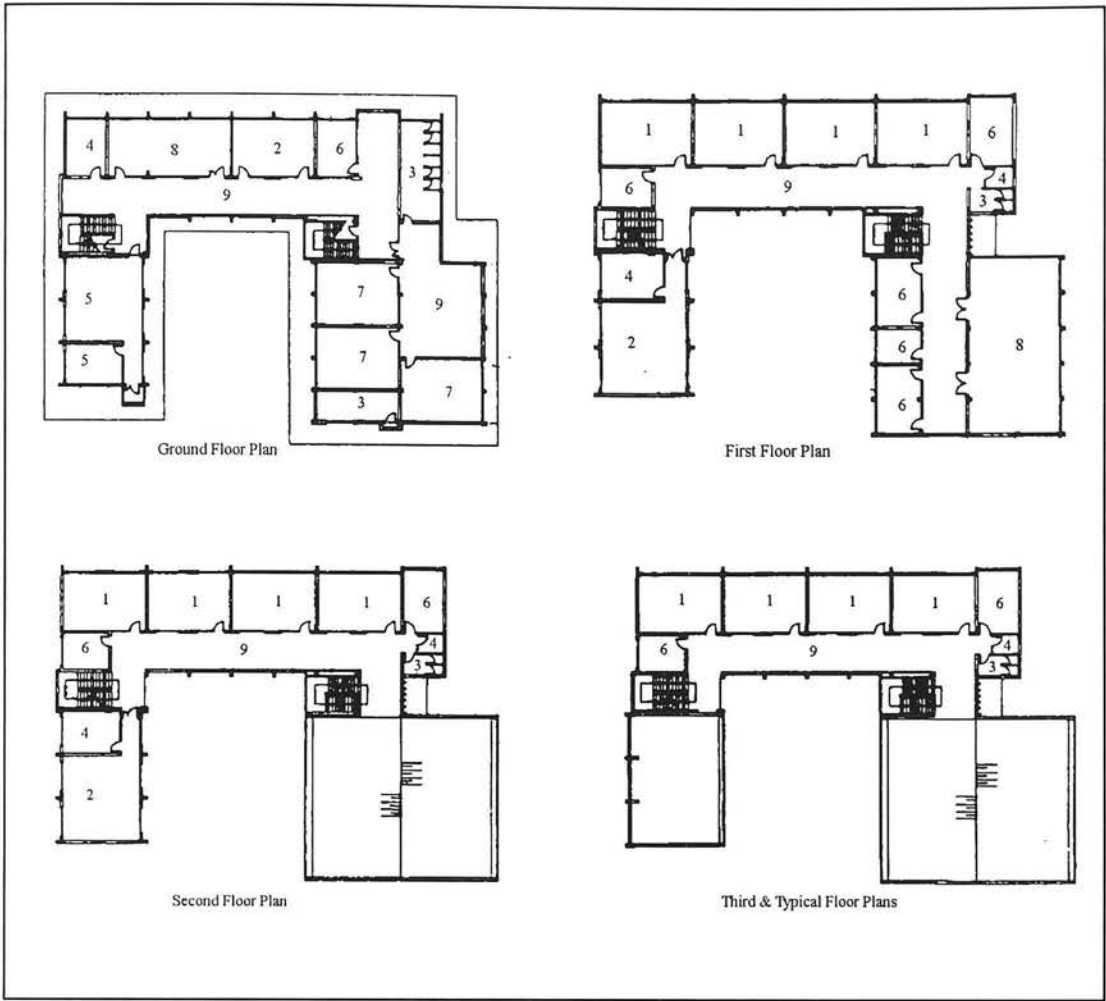 4 8 2 6 3
9
5 7 9
5 7 7
3
Ground Floor Plan
1 1 1 1 6
6 9 4
3
4 6
2 6 8
6
First Floor Plan
1 1 1 1 6
6 9 4
3
4
2
Second Floor Plan
1 1 1 1 6
6 9 4
3
Third & Typical Floor Plans